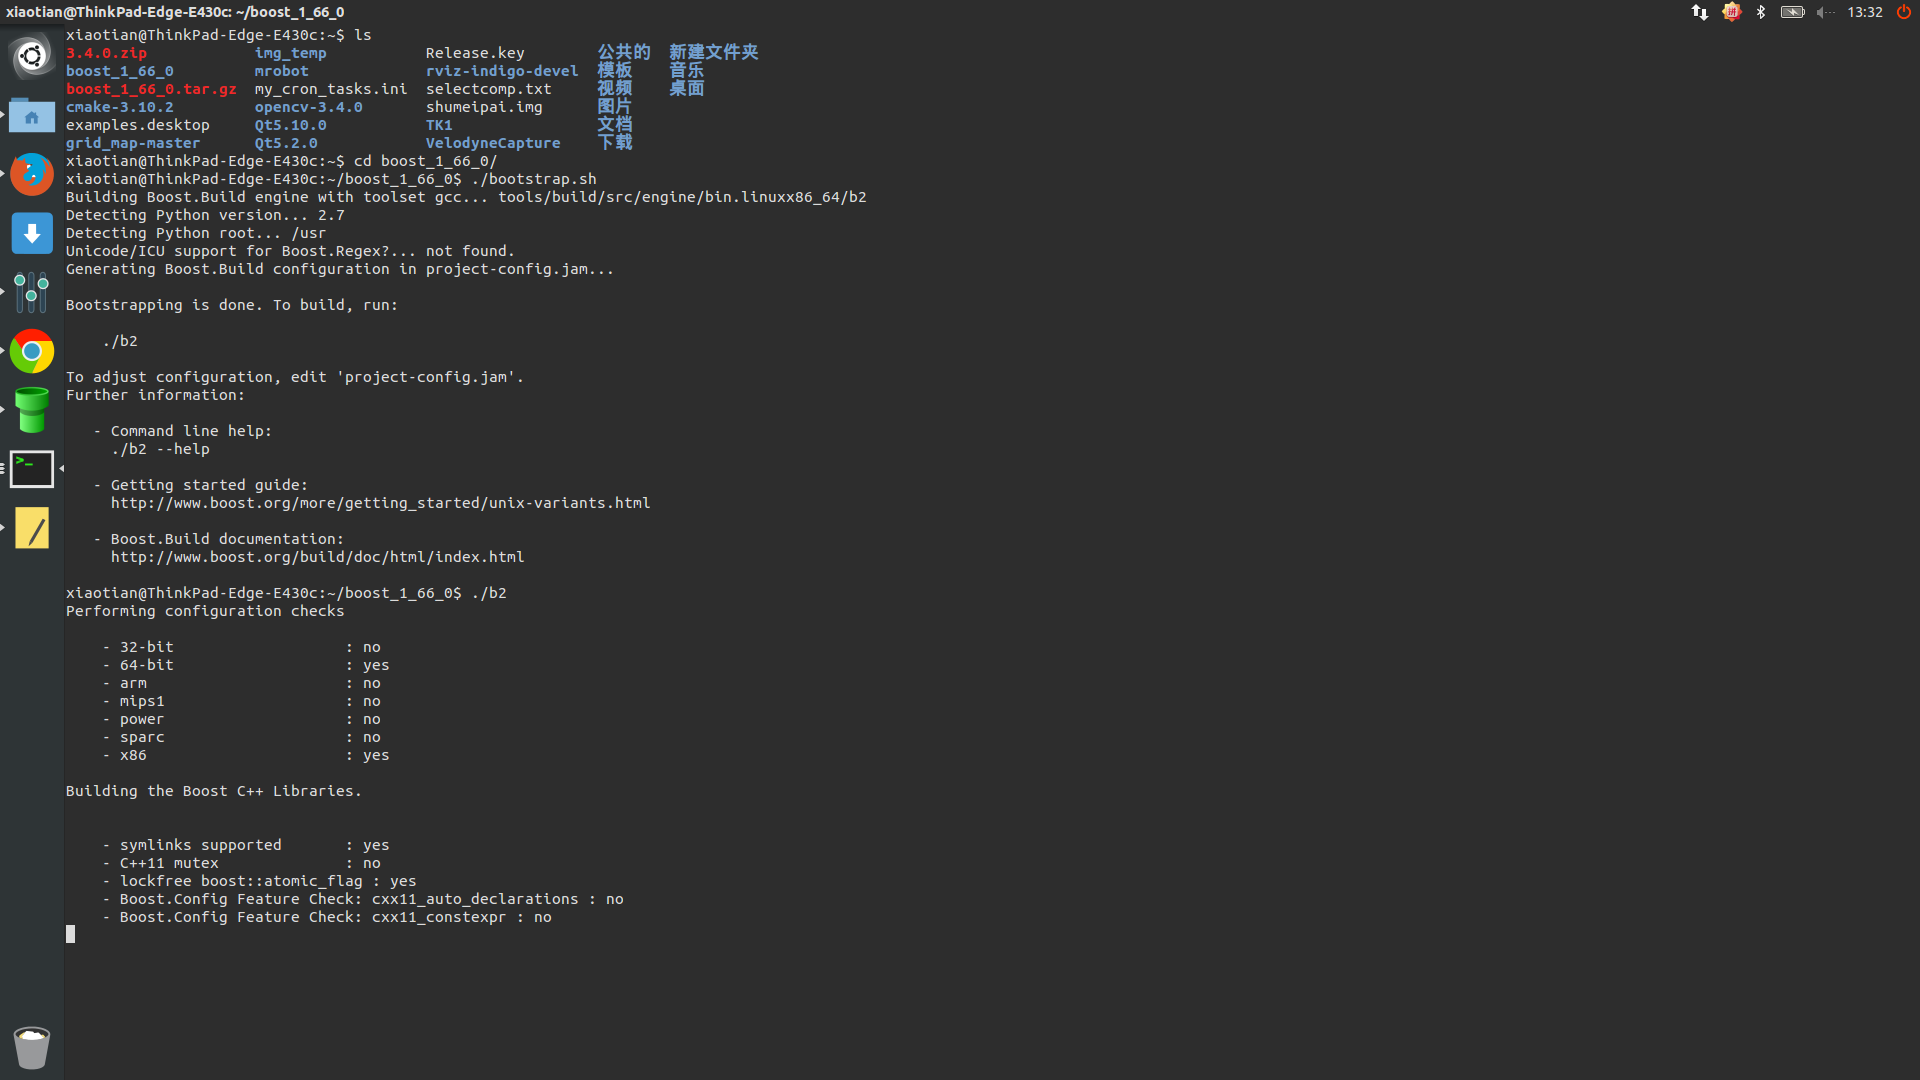 xiaotian@ThinkPad-Edge-E430c: ~/boost_1_66_0
13:32
xiaotian@ThinkPad-Edge-E430c:~$ ls
3.4.0.zip img_temp Release.key 公共的 新建文件夹
boost_1_66_0 mrobot rviz-indigo-devel 模板 音乐
boost_1_66_0.tar.gz my_cron_tasks.ini selectcomp.txt 视频 桌面
cmake-3.10.2 opencv-3.4.0 shumeipai.img 图片
examples.desktop Qt5.10.0 TK1 文档
grid_map-master Qt5.2.0 VelodyneCapture 下载
xiaotian@ThinkPad-Edge-E430c:~$ cd boost_1_66_0/
xiaotian@ThinkPad-Edge-E430c:~/boost_1_66_0$ ./bootstrap.sh
Building Boost.Build engine with toolset gcc... tools/build/src/engine/bin.linuxx86_64/b2
Detecting Python version... 2.7
Detecting Python root... /usr
Unicode/ICU support for Boost.Regex?... not found.
Generating Boost.Build configuration in project-config.jam...
Bootstrapping is done. To build, run:
./b2
To adjust configuration, edit 'project-config.jam'.
Further information:
- Command line help:
./b2 --help
- Getting started guide:
http://www.boost.org/more/getting_started/unix-variants.html
- Boost.Build documentation:
http://www.boost.org/build/doc/html/index.html
xiaotian@ThinkPad-Edge-E430c:~/boost_1_66_0$ ./b2
Performing configuration checks
- 32-bit : no
- 64-bit : yes
- arm : no
- mips1 : no
- power : no
- sparc : no
- x86 : yes
Building the Boost C++ Libraries.
- symlinks supported : yes
- C++11 mutex : no
- lockfree boost::atomic_flag : yes
- Boost.Config Feature Check: cxx11_auto_declarations : no
- Boost.Config Feature Check: cxx11_constexpr : no